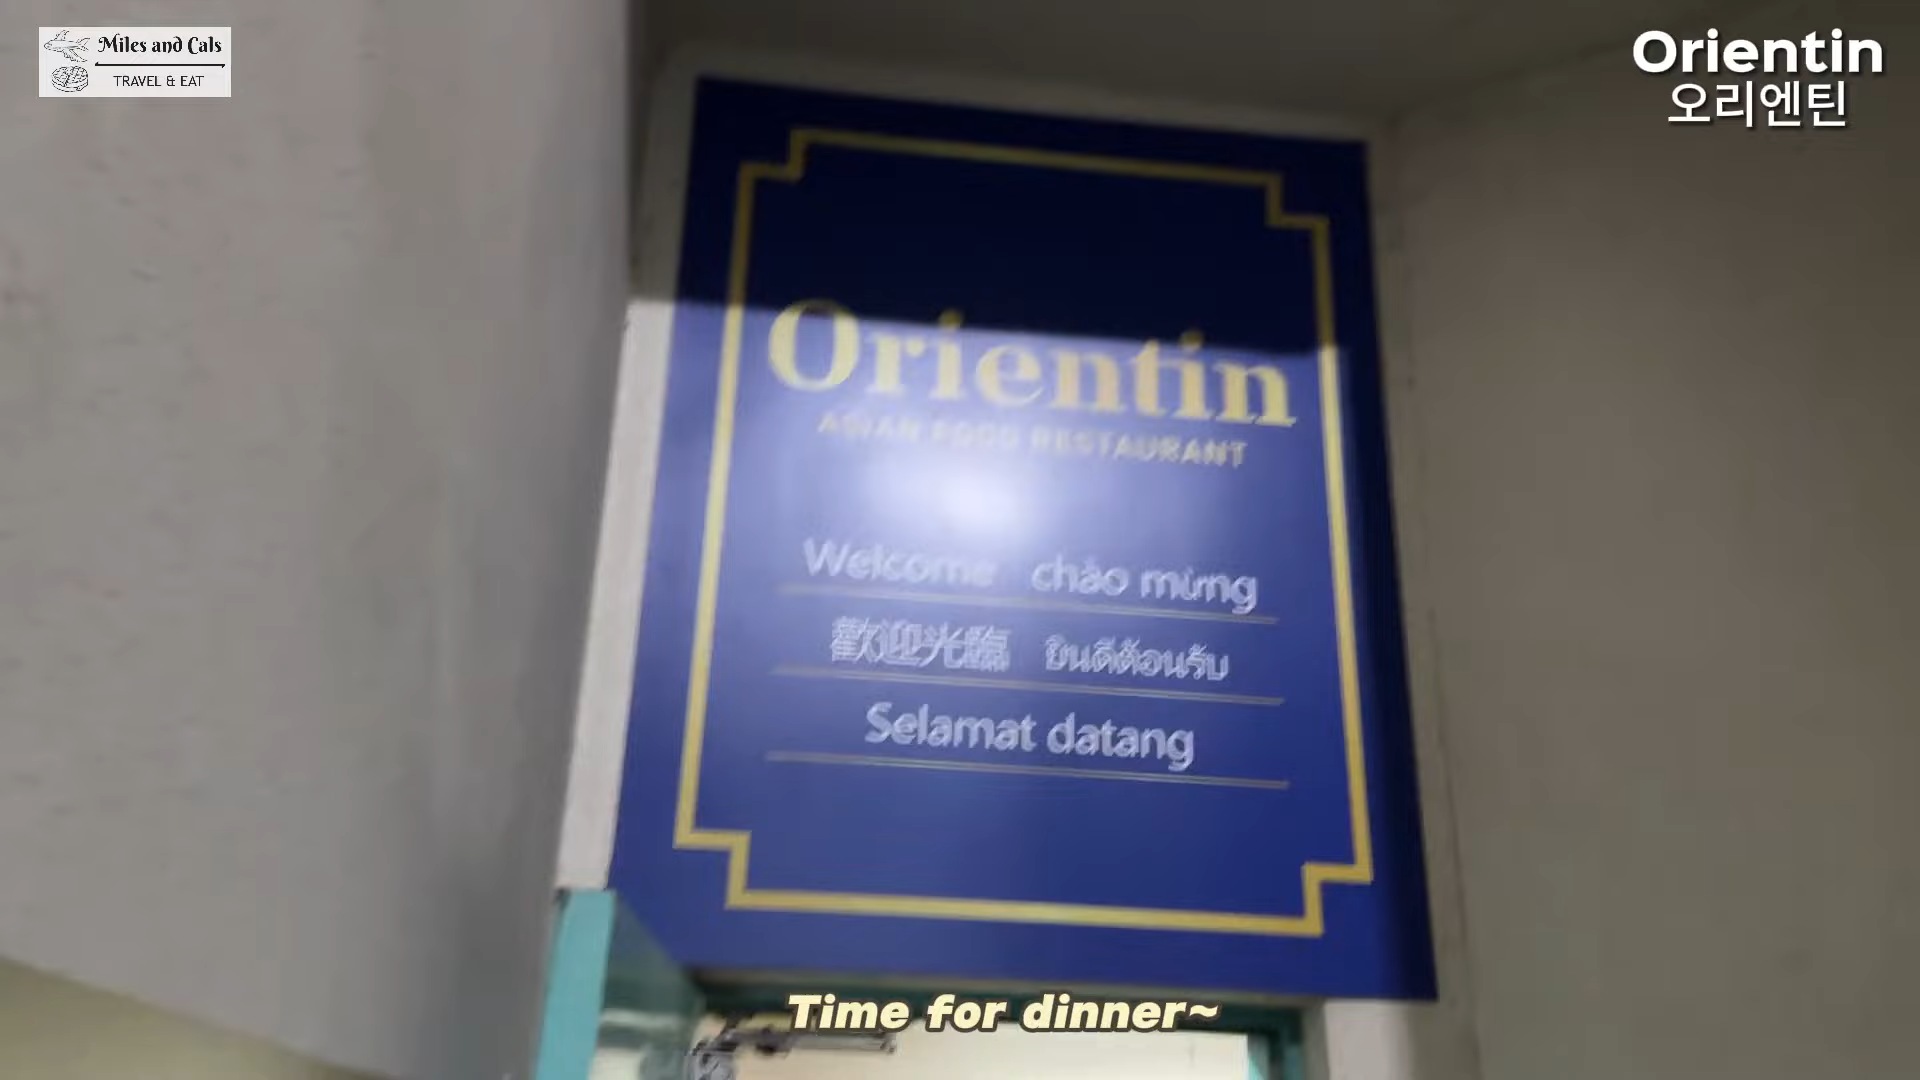 Miles and Cals
TRAVEL & EAT
Orientin
오리엔틴
Orientin
ASIAN FOOD RESTAURANT
Welcome chào mừng
歡迎光臨 ยินดีต้อนรับ
Selamat datang
Time for dinner~